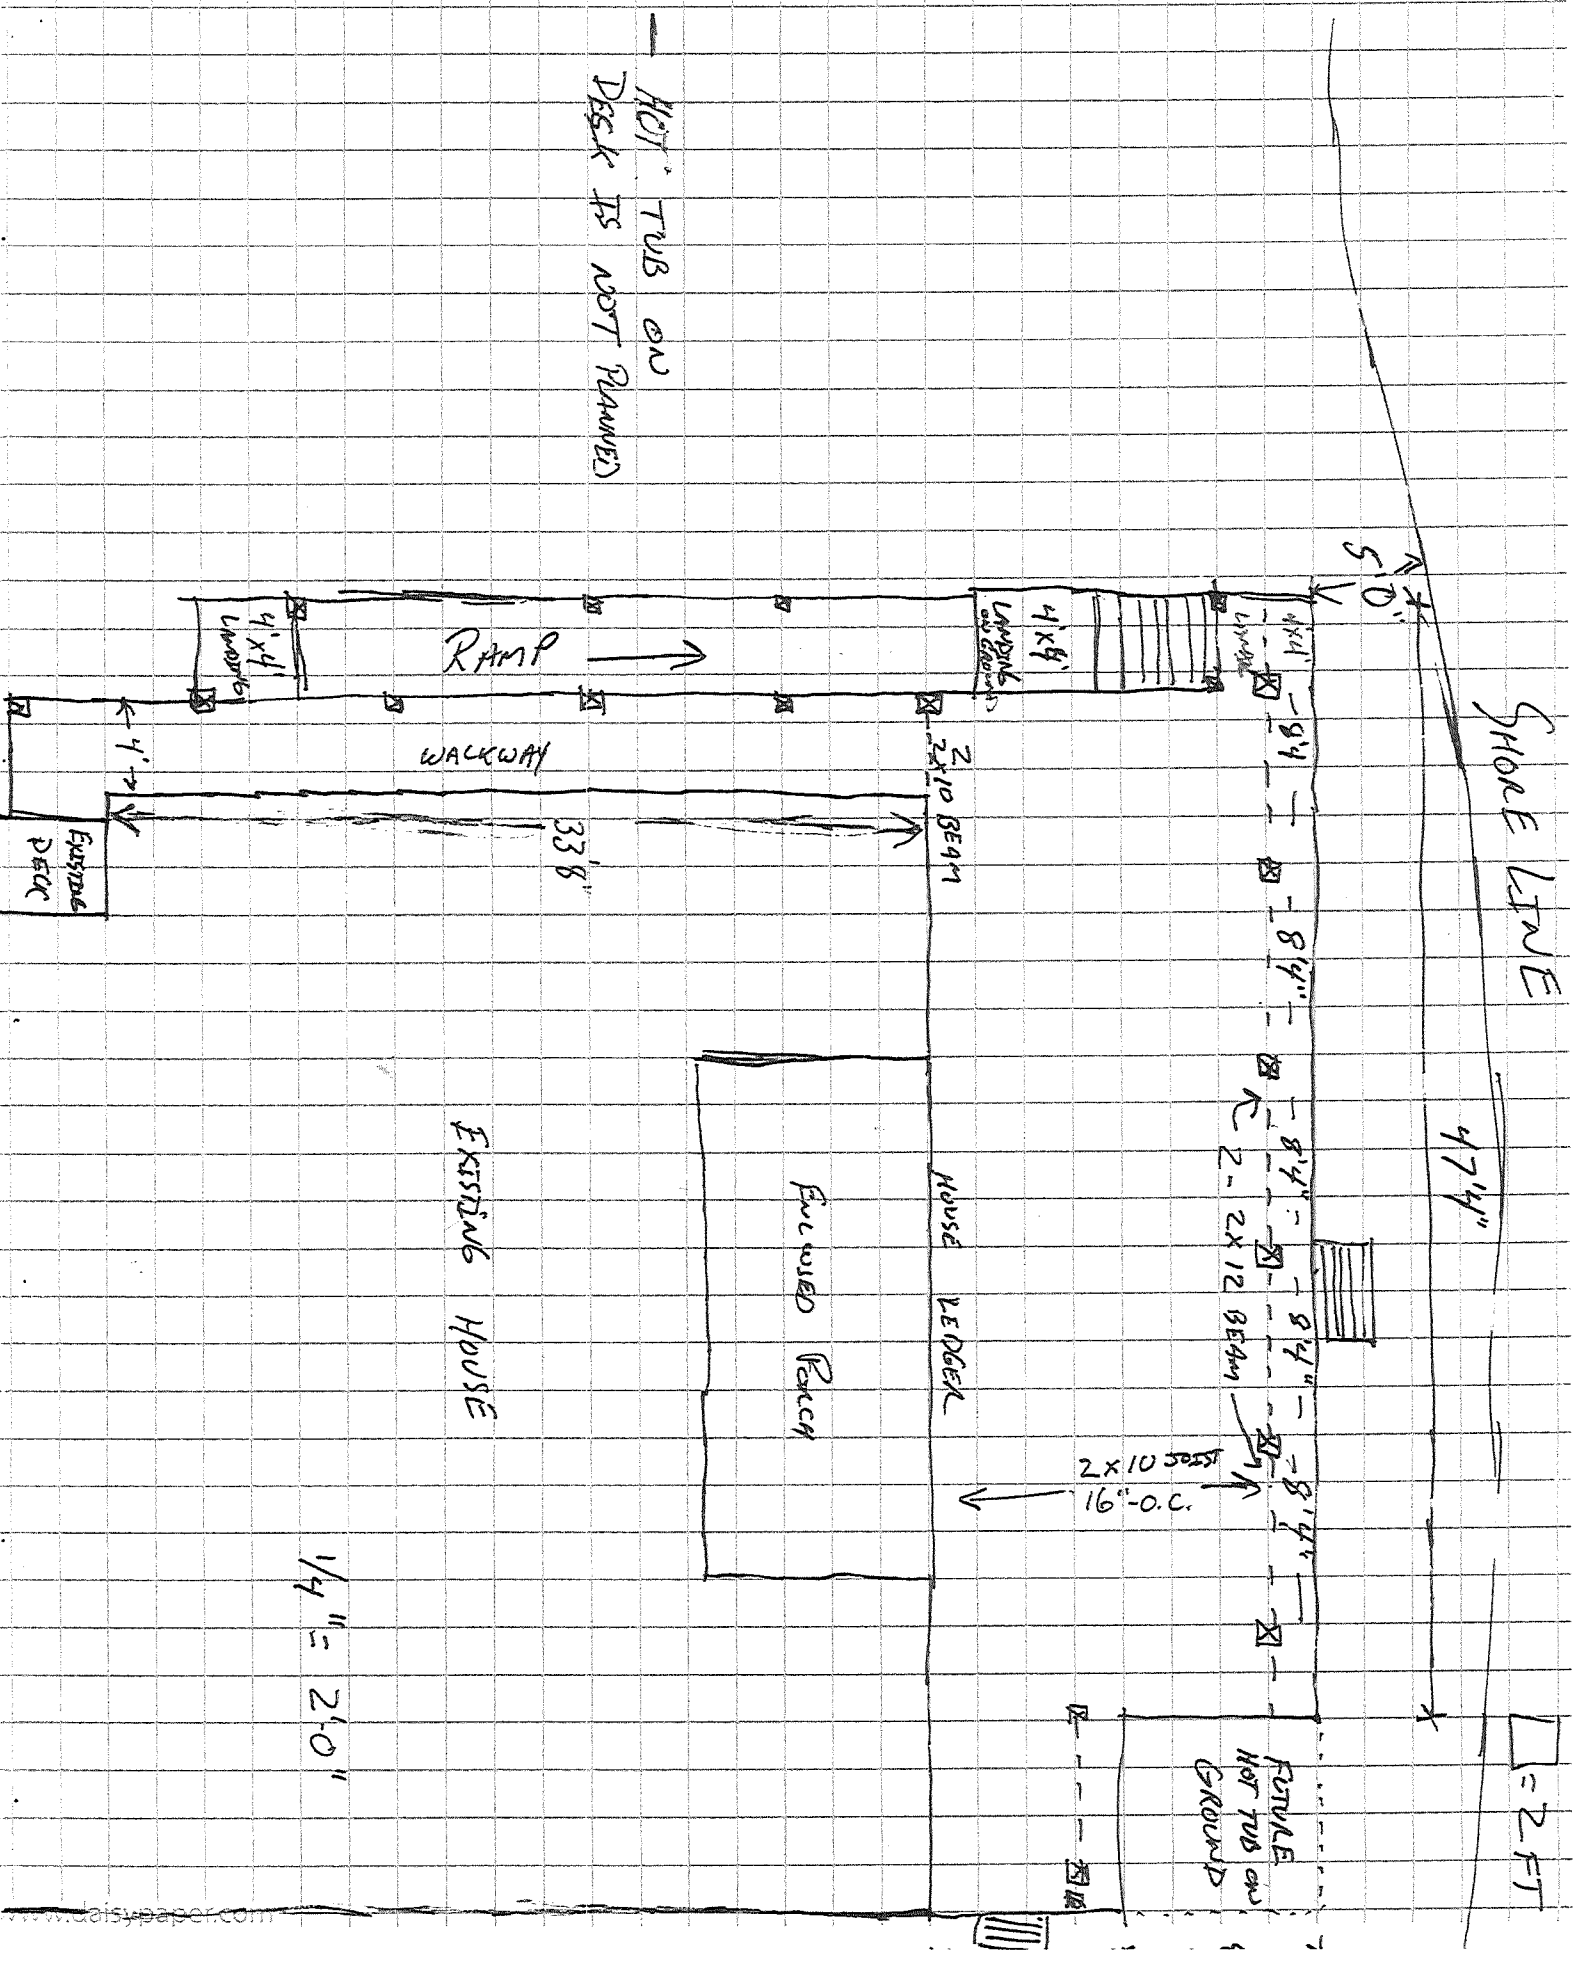 — HOT TUB ON
DECK IS NOT PLANNED
SHORE LINE
5'0"
47'4"
□ = 2 FT
4'x4'
LANDING
RAMP
4'x8'
LANDING
ON GROUND
4x4'
LANDING
8'4
8'4"
8'4"
8'4"
8'4"
WALKWAY
4'
33'8"
2
2x10 BEAM
EXISTING
DECK
2-2x12 BEAM
HOUSE LEDGER
2x10 JOIST
16"-O.C.
ENCLOSED PORCH
EXISTING HOUSE
FUTURE
HOT TUB ON
GROUND
1/4" = 2'-0"
www.daisypaper.com